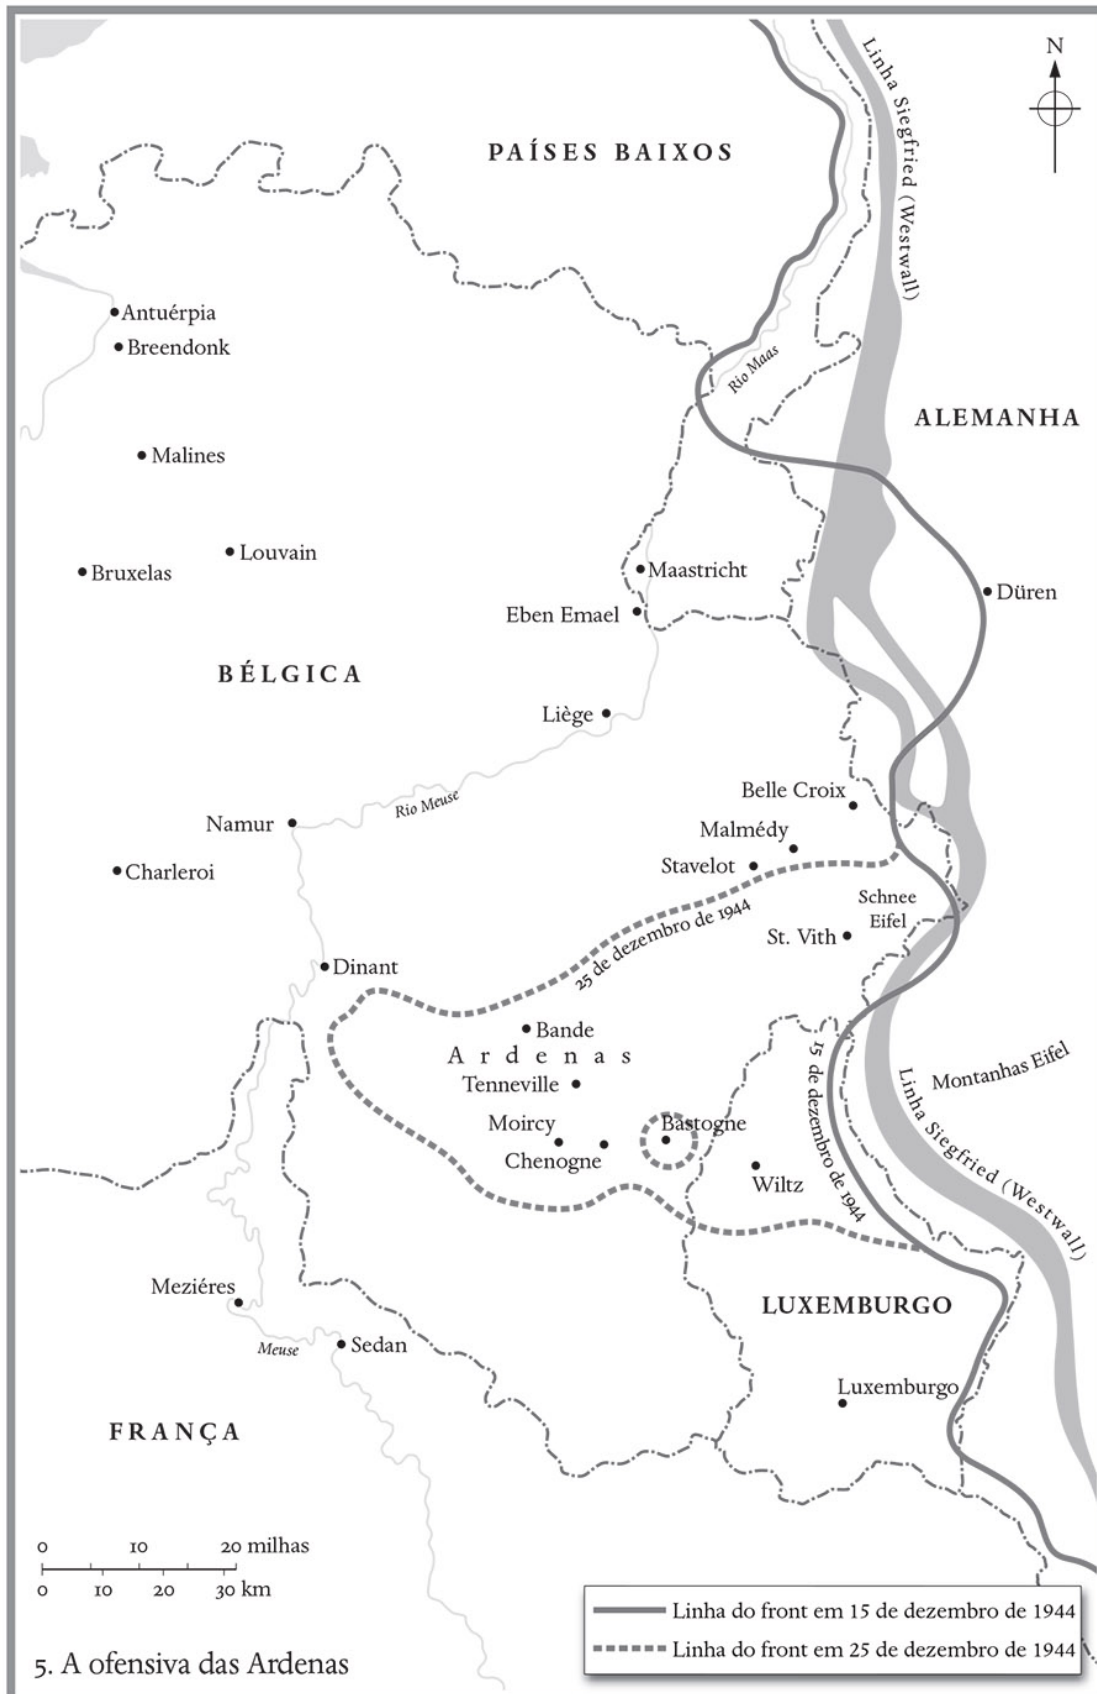 N
Linha Siegfried (Westwall)
PAÍSES BAIXOS
Antuérpia
Breendonk
Rio Maas
ALEMANHA
Malines
Louvain
Bruxelas
Maastricht
Düren
Eben Emael
BÉLGICA
Liège
Belle Croix
Rio Meuse
Namur
Malmédy
Charleroi
Stavelot
Schnee
Eifel
25 de dezembro de 1944
St. Vith
Dinant
Bande
Ardenas
Tenneville
15 de dezembro de 1944
Montanhas Eifel
Linha Siegfried (Westwall)
Moircy
Bastogne
Chenogne
Wiltz
Meziéres
LUXEMBURGO
Meuse
Sedan
Luxemburgo
FRANÇA
0 10 20 milhas
0 10 20 30 km
Linha do front em 15 de dezembro de 1944
Linha do front em 25 de dezembro de 1944
5. A ofensiva das Ardenas